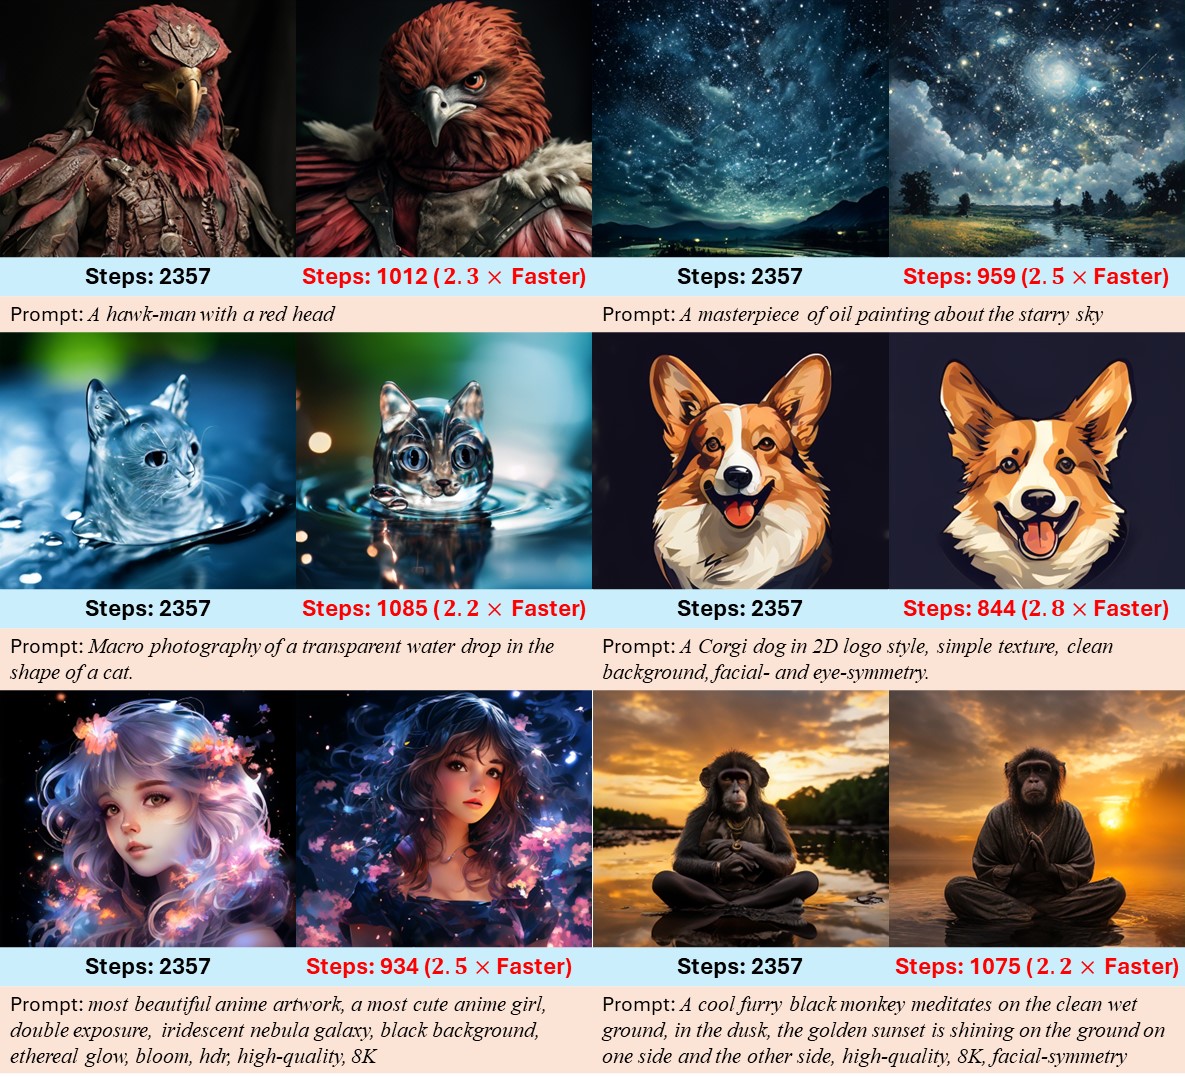 Steps: 2357
Steps: 1012 (2.3 × Faster)
Steps: 2357
Steps: 959 (2.5 × Faster)
Prompt: A hawk-man with a red head
Prompt: A masterpiece of oil painting about the starry sky
Steps: 2357
Steps: 1085 (2.2 × Faster)
Steps: 2357
Steps: 844 (2.8 × Faster)
Prompt: Macro photography of a transparent water drop in the
shape of a cat.
Prompt: A Corgi dog in 2D logo style, simple texture, clean
background, facial- and eye-symmetry.
Steps: 2357
Steps: 934 (2.5 × Faster)
Steps: 2357
Steps: 1075 (2.2 × Faster)
Prompt: most beautiful anime artwork, a most cute anime girl,
double exposure, iridescent nebula galaxy, black background,
ethereal glow, bloom, hdr, high-quality, 8K
Prompt: A cool furry black monkey meditates on the clean wet
ground, in the dusk, the golden sunset is shining on the ground on
one side and the other side, high-quality, 8K, facial-symmetry